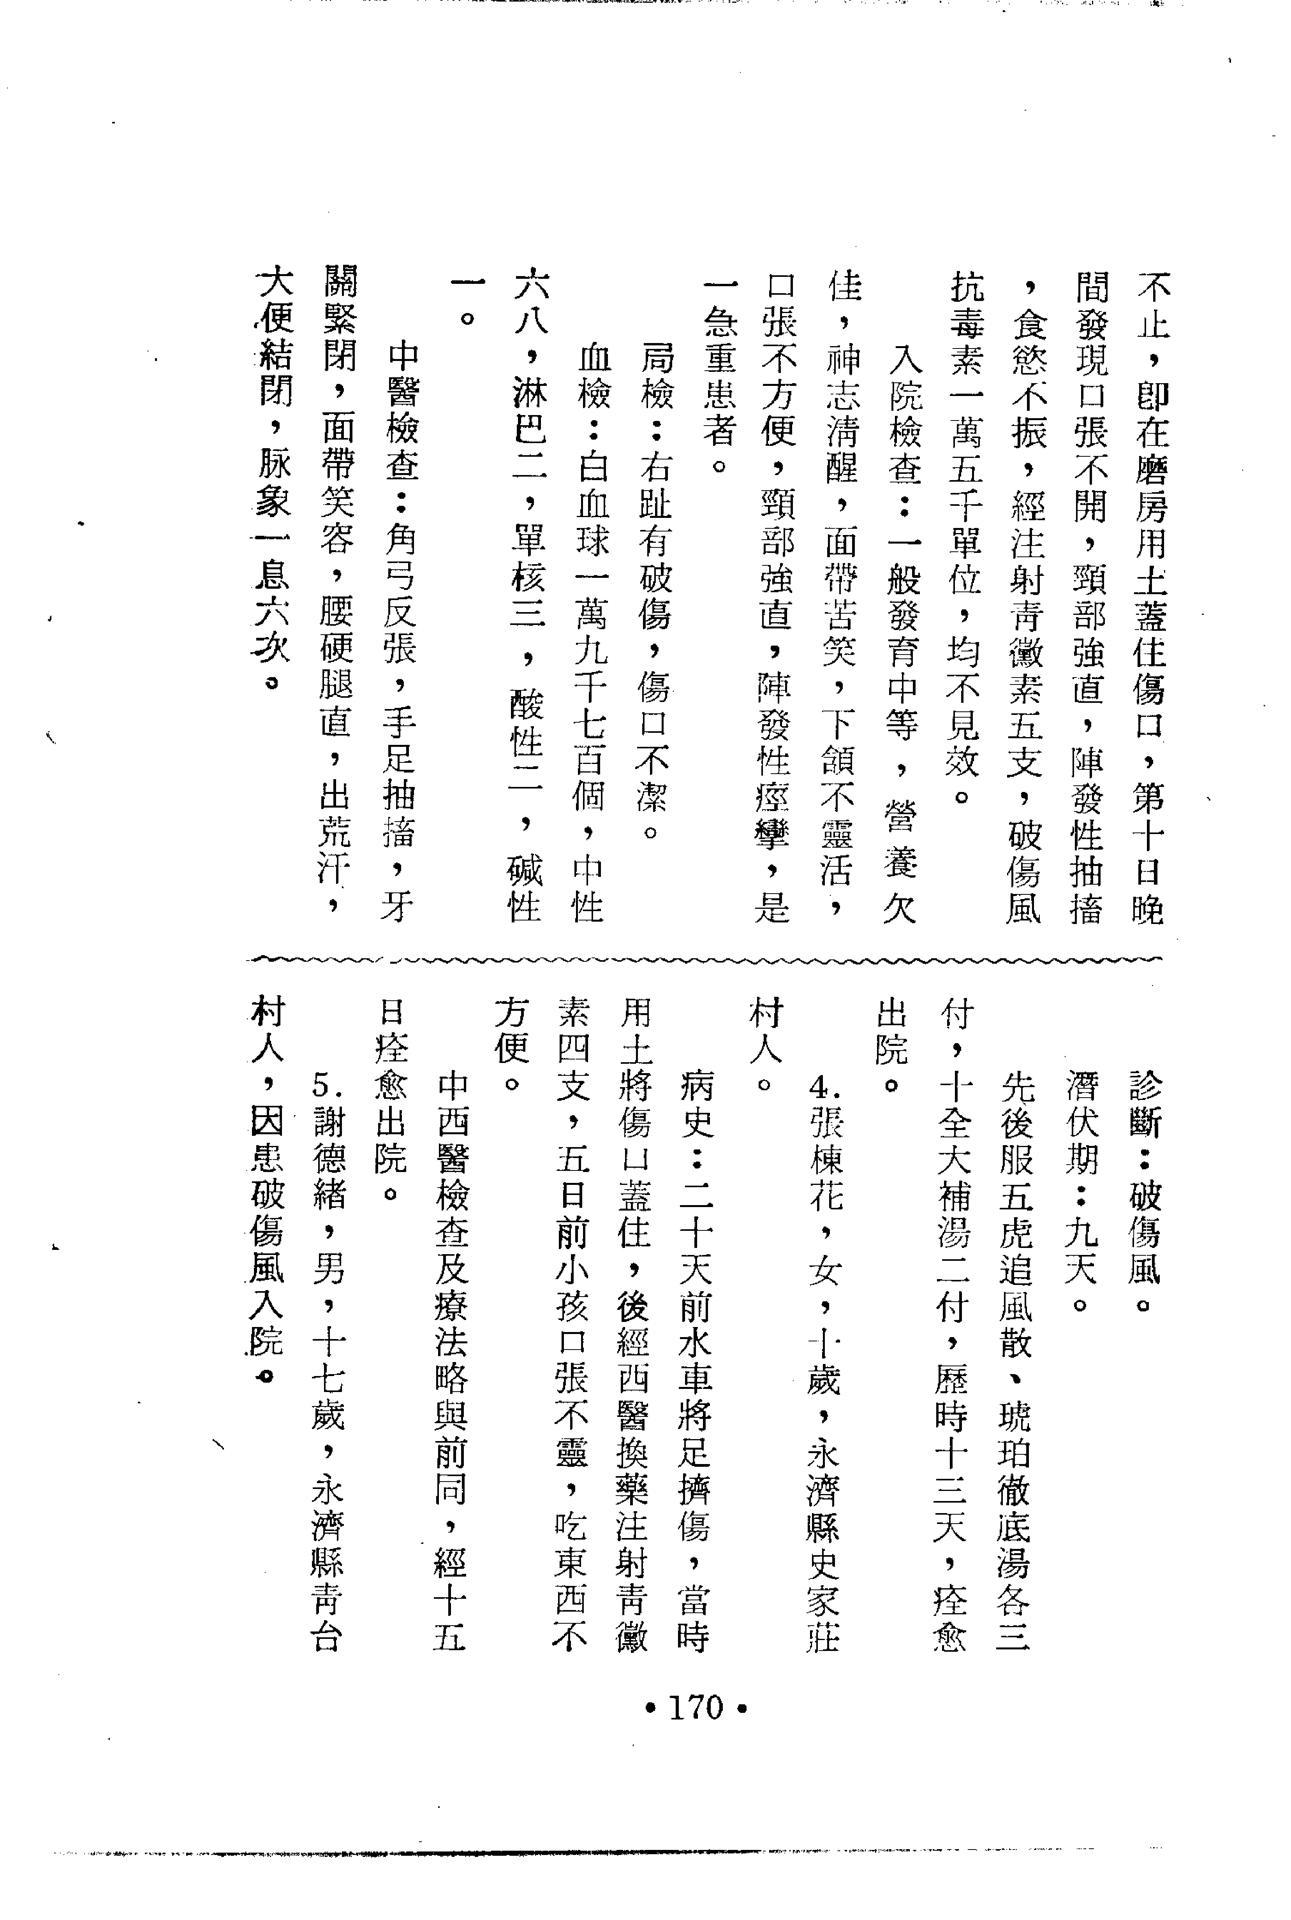 不止，卽在磨房用土蓋住傷口，第十日晚
間發現口張不開，頸部強直，陣發性抽搐
，食慾不振，經注射靑黴素五支，破傷風
抗毒素一萬五千單位，均不見效。
入院檢查：一般發育中等，營養欠
佳，神志淸醒，面帶苦笑，下頷不靈活，
口張不方便，頸部強直，陣發性痙攣，是
一急重患者。
局檢：右趾有破傷，傷口不潔。
血檢：白血球一萬九千七百個，中性
六八，淋巴二，單核三，酸性二，碱性
一。
中醫檢查：角弓反張，手足抽搐，牙
關緊閉，面帶笑容，腰硬腿直，出荒汗，
大便結閉，脉象一息六次。
診斷：破傷風。
潛伏期：九天。
先後服五虎追風散、琥珀徹底湯各三
付，十全大補湯二付，歷時十三天，痊愈
出院。
4.張棟花，女，十歲，永濟縣史家莊
村人。
病史：二十天前水車將足擠傷，當時
用土將傷口蓋住，後經西醫換藥注射靑黴
素四支，五日前小孩口張不靈，吃東西不
方便。
中西醫檢查及療法略與前同，經十五
日痊愈出院。
5.謝德緒，男，十七歲，永濟縣靑台
村人，因患破傷風入院。
•170•